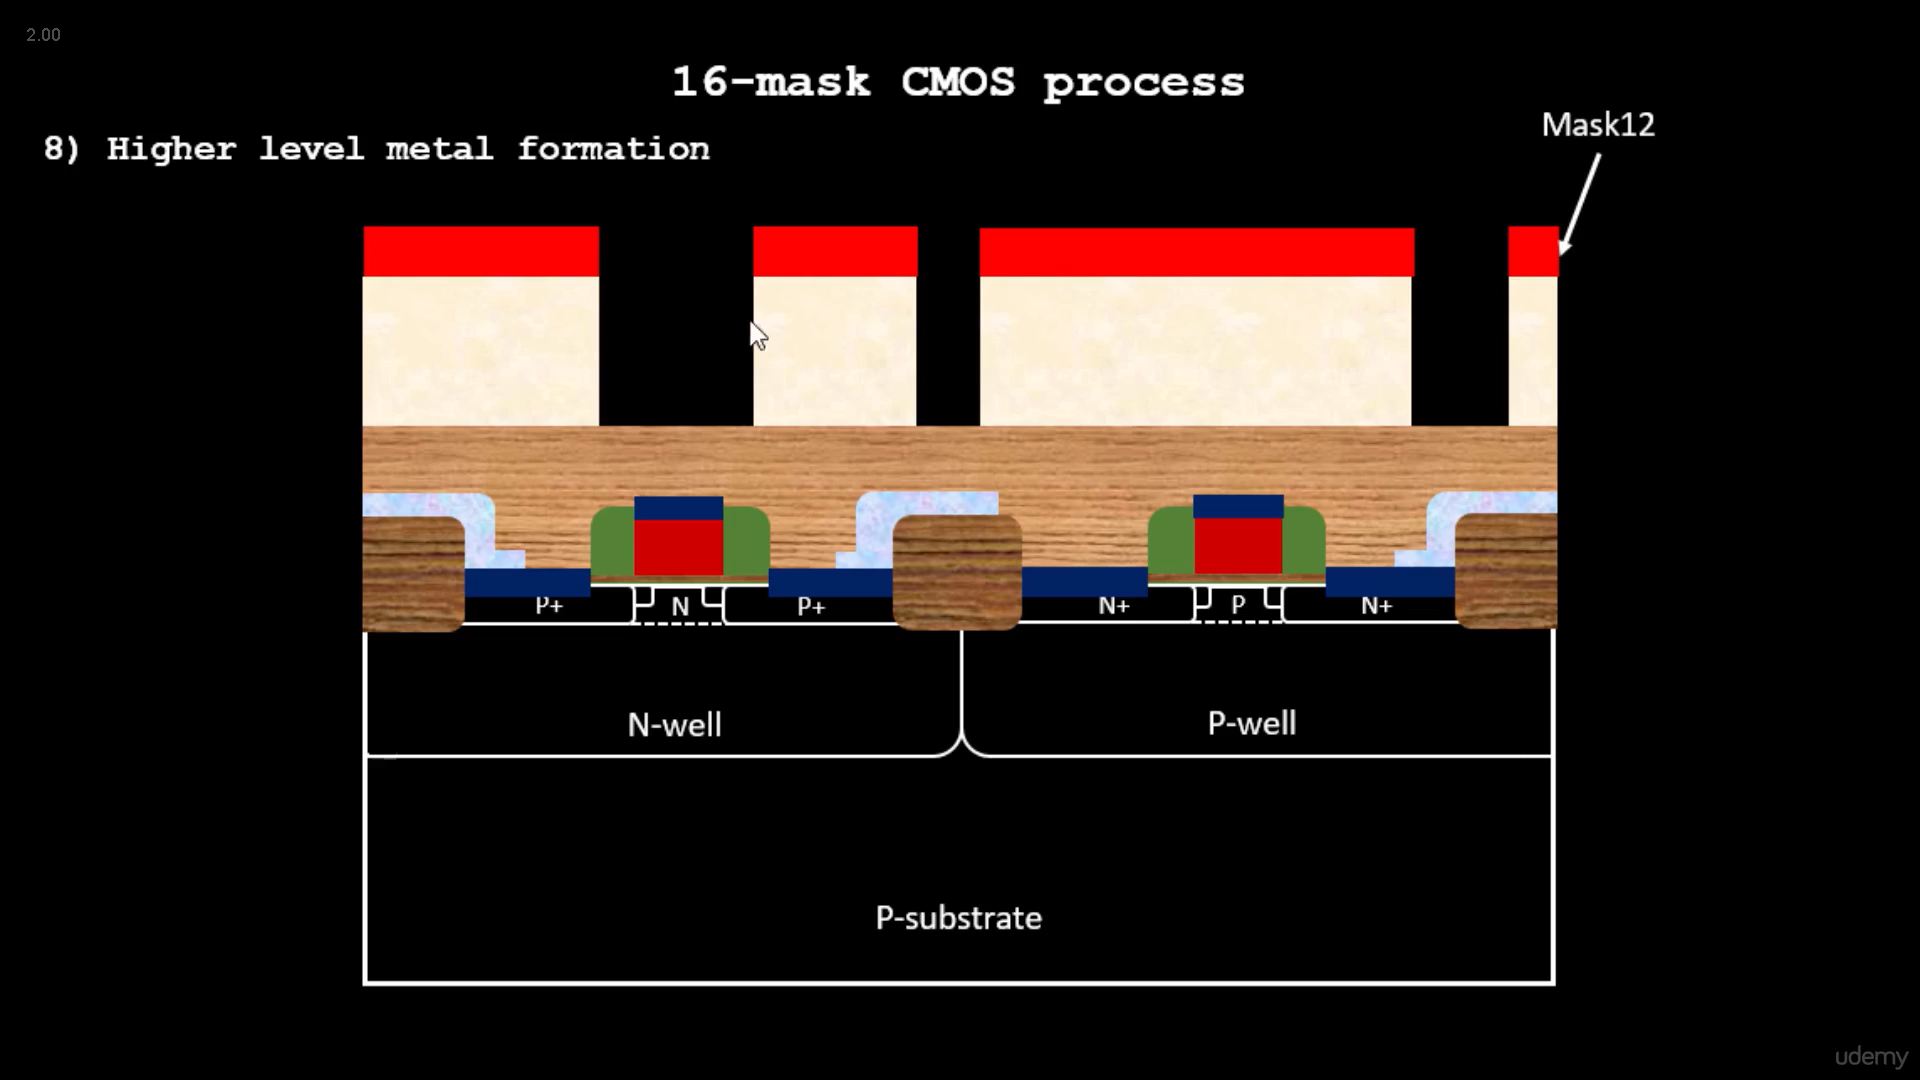 2.00
16-mask CMOS process
Mask12
8) Higher level metal formation
P+ N P+ N+ P N+
N-well P-well
P-substrate
udemy